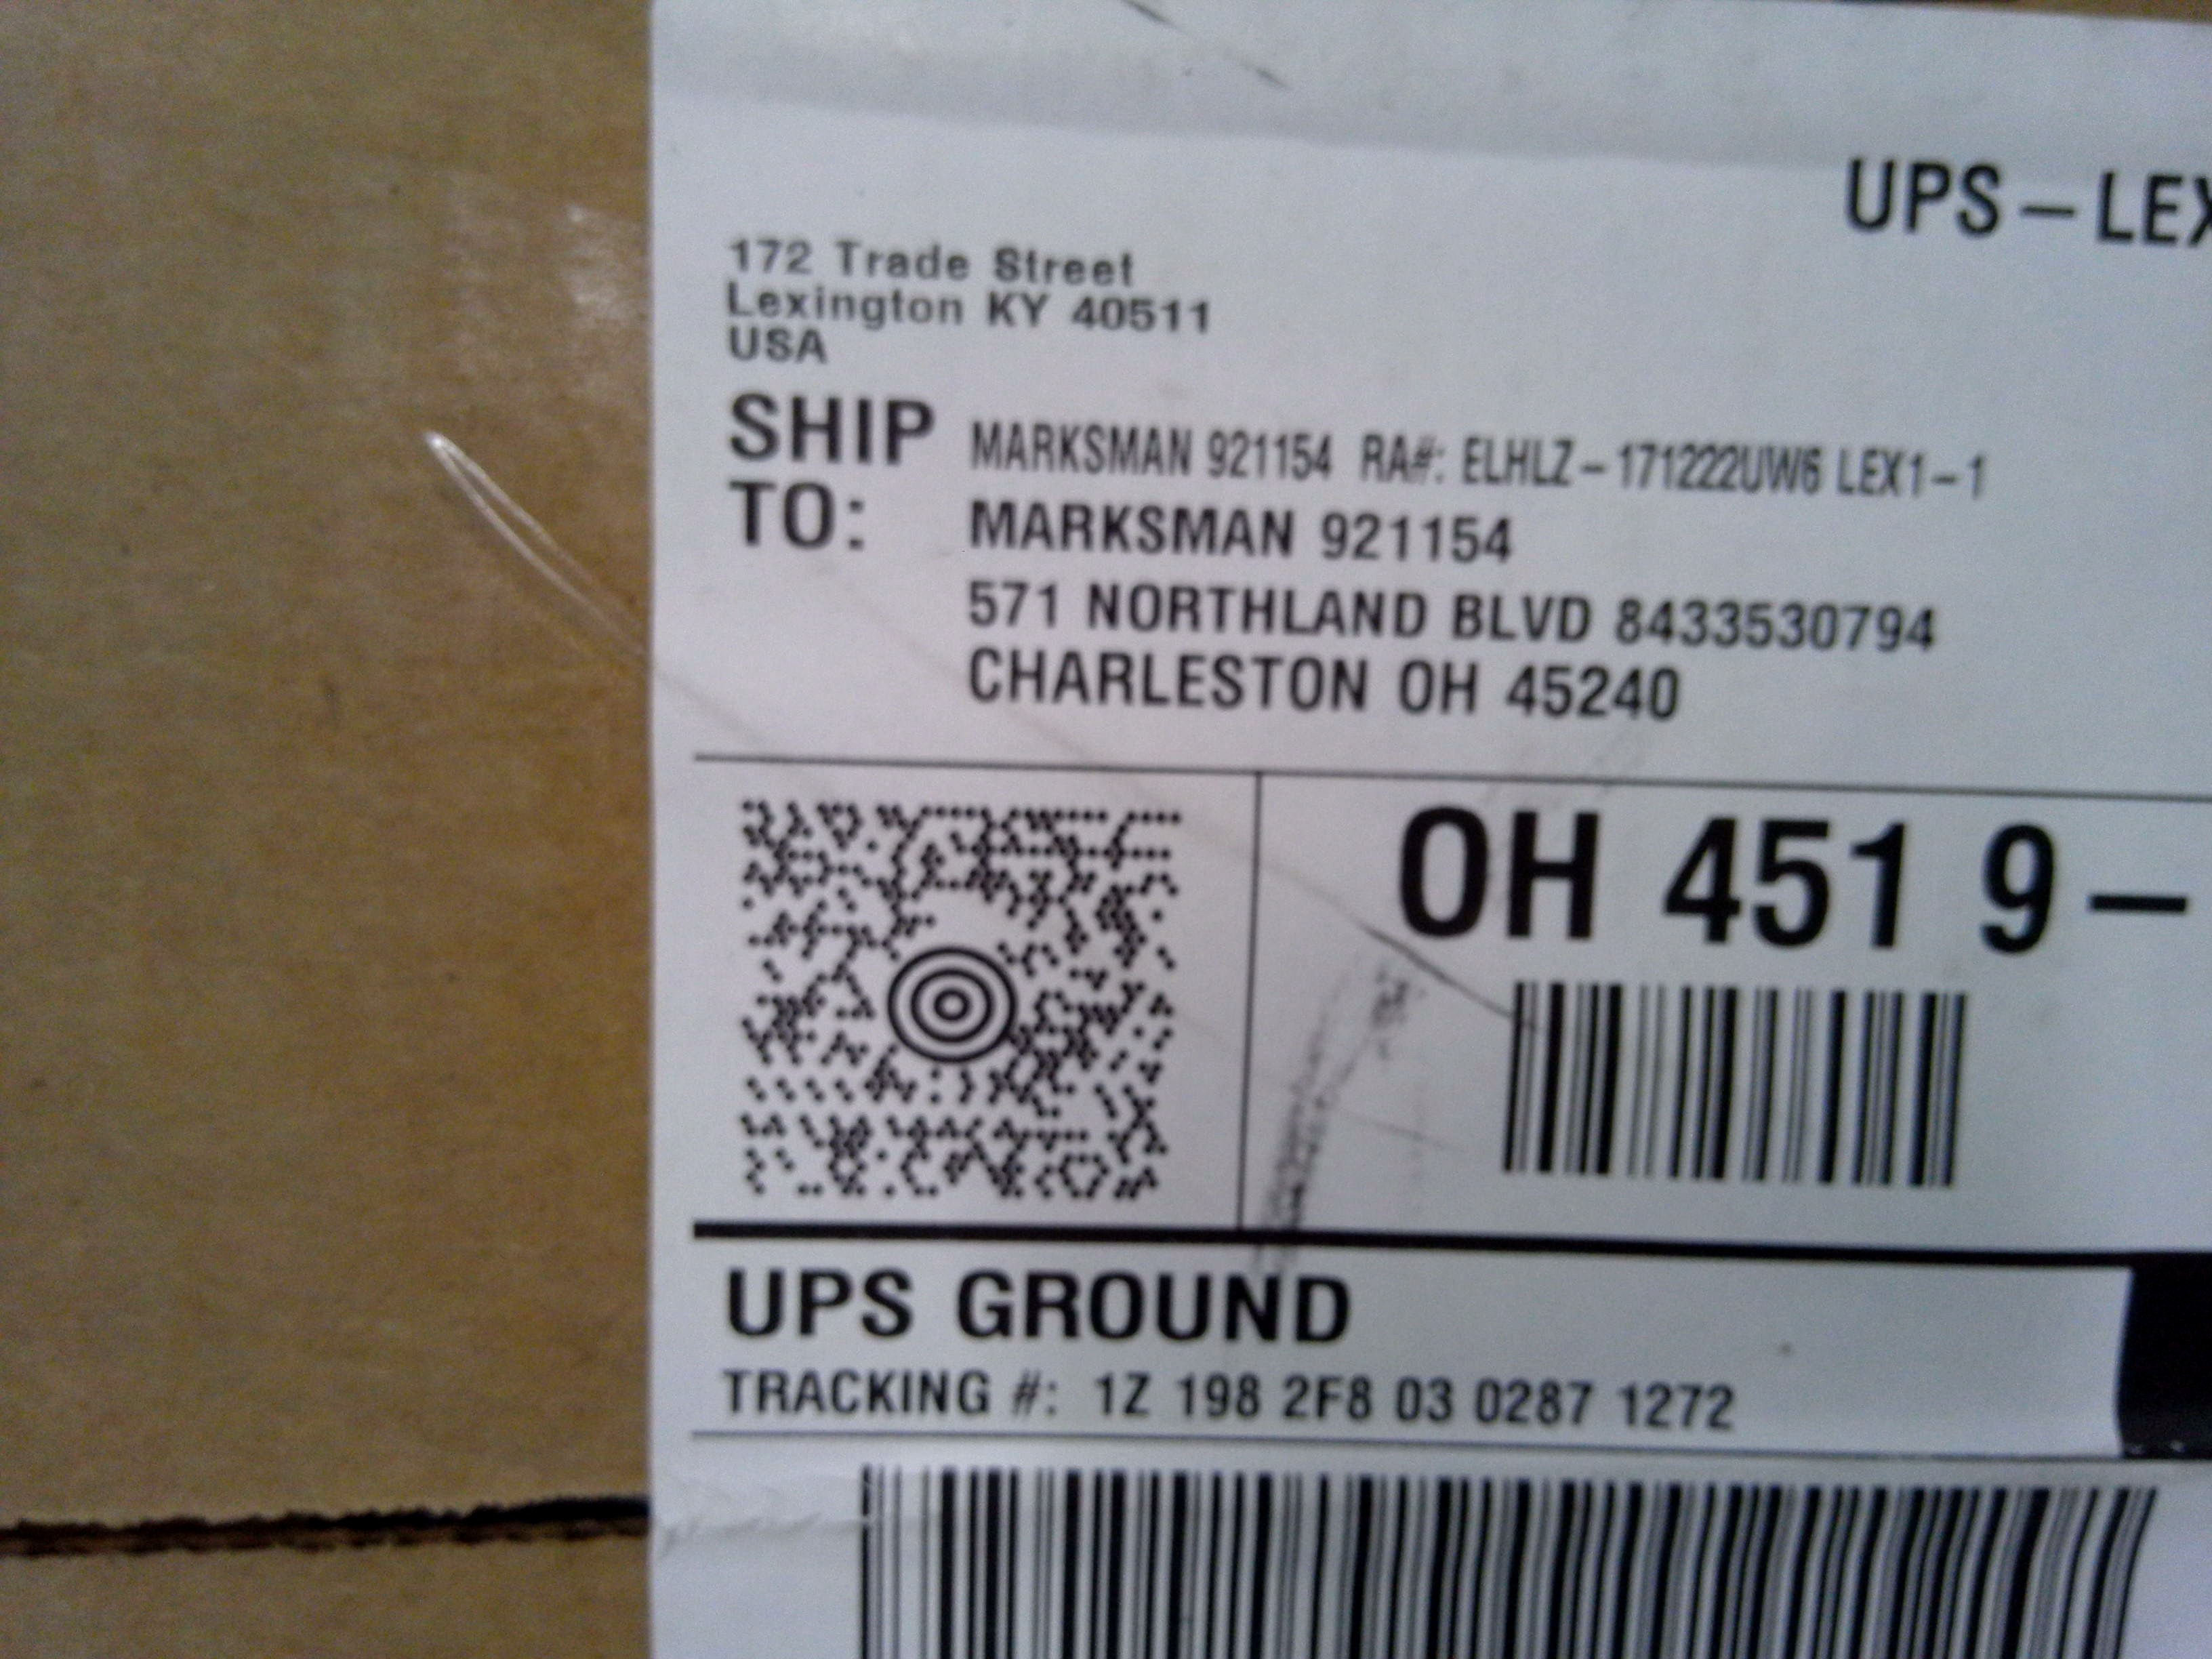 UPS – LEX
172 Trade Street
Lexington KY 40511
USA
SHIP TO:
MARKSMAN 921154 RA#: ELHLZ – 171222UW6 LEX1 – 1
MARKSMAN 921154
571 NORTHLAND BLVD 8433530794
CHARLESTON OH 45240
OH 451 9 –
UPS GROUND
TRACKING #: 1Z 198 2F8 03 0287 1272